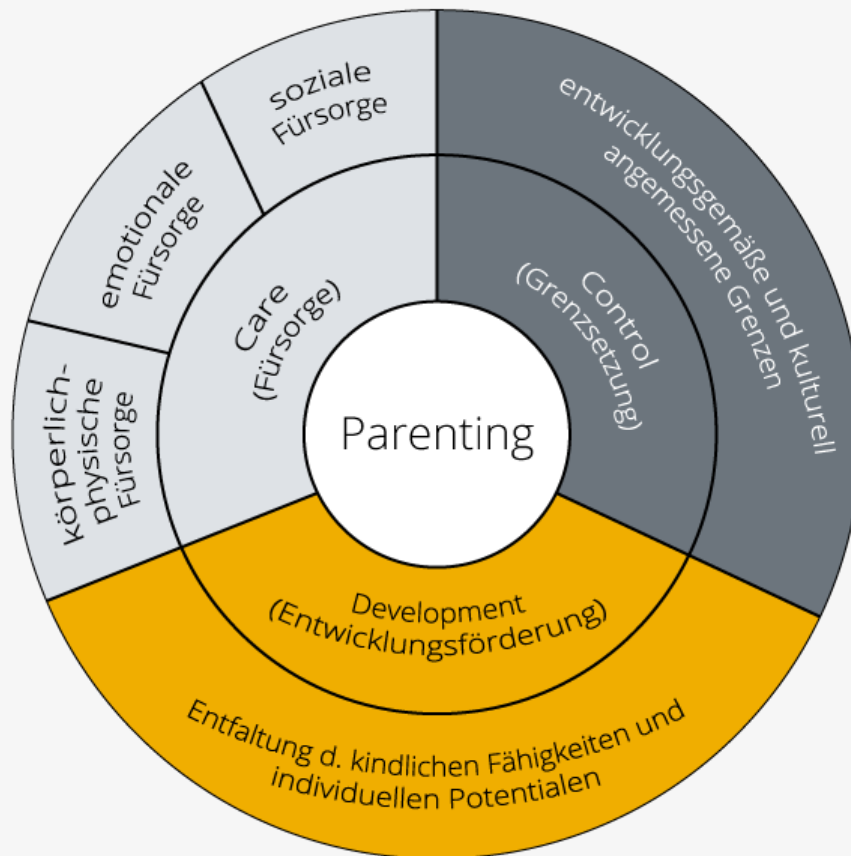 soziale
Fürsorge
emotionale
Fürsorge
körperlich-
physische
Fürsorge
Care
(Fürsorge)
entwicklungsgemäße und kulturell
angemessene Grenzen
Control
(Grenzsetzung)
Parenting
Development
(Entwicklungsförderung)
Entfaltung d. kindlichen Fähigkeiten und
individuellen Potentialen